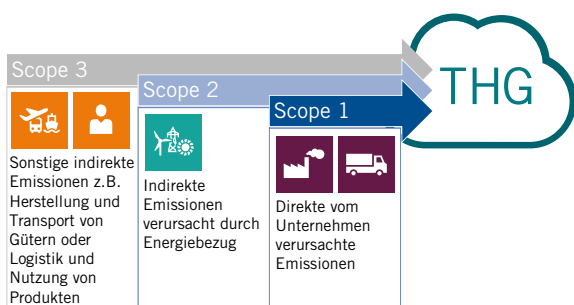 THG
Scope 3
Sonstige indirekte
Emissionen z.B.
Herstellung und
Transport von
Gütern oder
Logistik und
Nutzung von
Produkten
Scope 2
Indirekte
Emissionen
verursacht durch
Energiebezug
Scope 1
Direkte vom
Unternehmen
verursachte
Emissionen